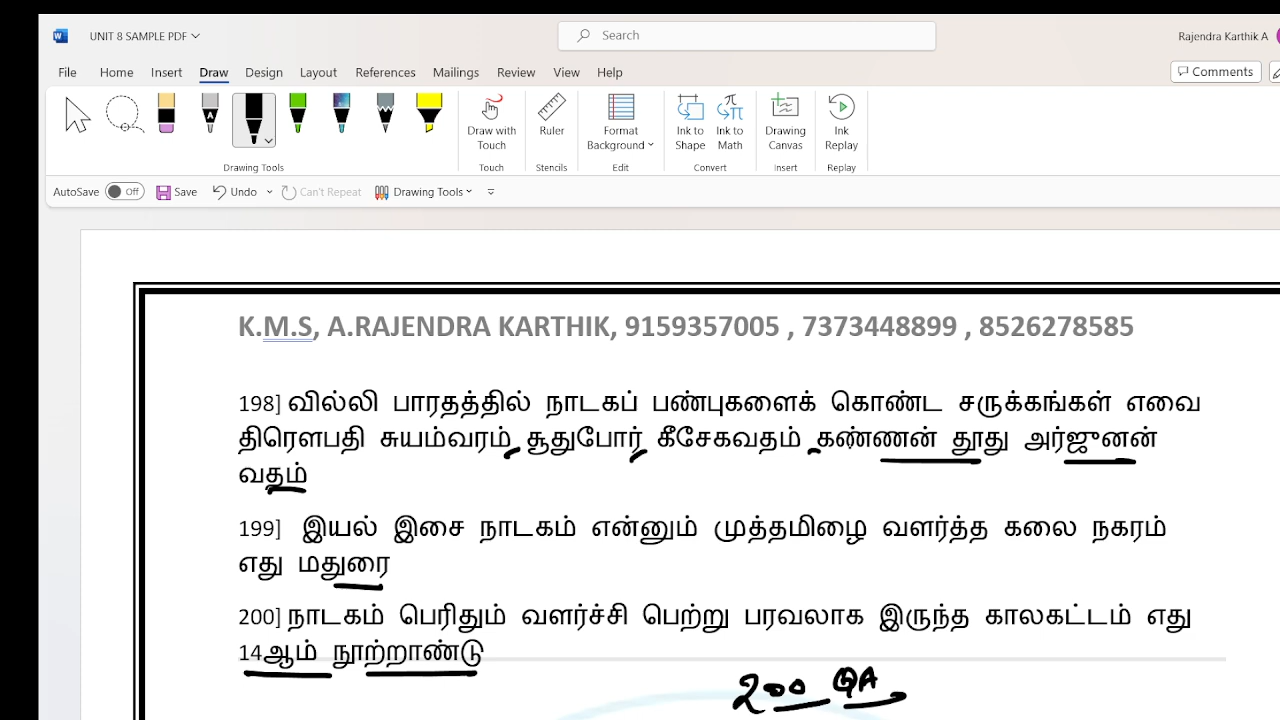 UNIT 8 SAMPLE PDF
Search
Rajendra Karthik A
File Home Insert Draw Design Layout References Mailings Review View Help
Comments
Draw with Touch
Ruler
Format Background
Ink to Shape
Ink to Math
Drawing Canvas
Ink Replay
Drawing Tools Touch Stencils Edit Convert Insert Replay
AutoSave Off Save Undo Can't Repeat Drawing Tools
K.M.S, A.RAJENDRA KARTHIK, 9159357005 , 7373448899 , 8526278585
198] வில்லி பாரதத்தில் நாடகப் பண்புகளைக் கொண்ட சருக்கங்கள் எவை
திரௌபதி சுயம்வரம் சூதுபோர் கீசேகவதம் கண்ணன் தூது அர்ஜுனன்
வதம்
199] இயல் இசை நாடகம் என்னும் முத்தமிழை வளர்த்த கலை நகரம்
எது மதுரை
200] நாடகம் பெரிதும் வளர்ச்சி பெற்று பரவலாக இருந்த காலகட்டம் எது
14ஆம் நூற்றாண்டு
200 QA